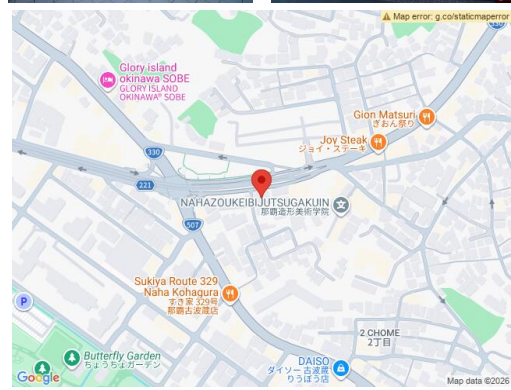 Map error: g.co/staticmaperror
Glory island
okinawa SOBE
GLORY ISLAND
OKINAWA® SOBE
Gion Matsuri
ぎおん祭り
Joy Steak
ジョイ・ステーキ
330
221
NAHAZOUKEIBIJUTSUGAKUIN
那覇造形美術学院
507
Sukiya Route 329
Naha Kohagura
すき家 329号
那覇古波蔵店
P
2 CHOME
2丁目
Butterfly Garden
ちょうちょガーデン
DAISO
ダイソー 古波蔵
りうぼう店
Google
Map data ©2026